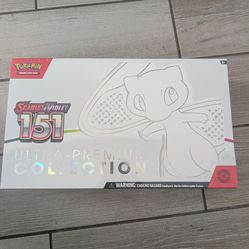 Pokémon
SCARLET & VIOLET
151
ULTRA-PREMIUM
COLLECTION
WARNING: CHOKING HAZARD